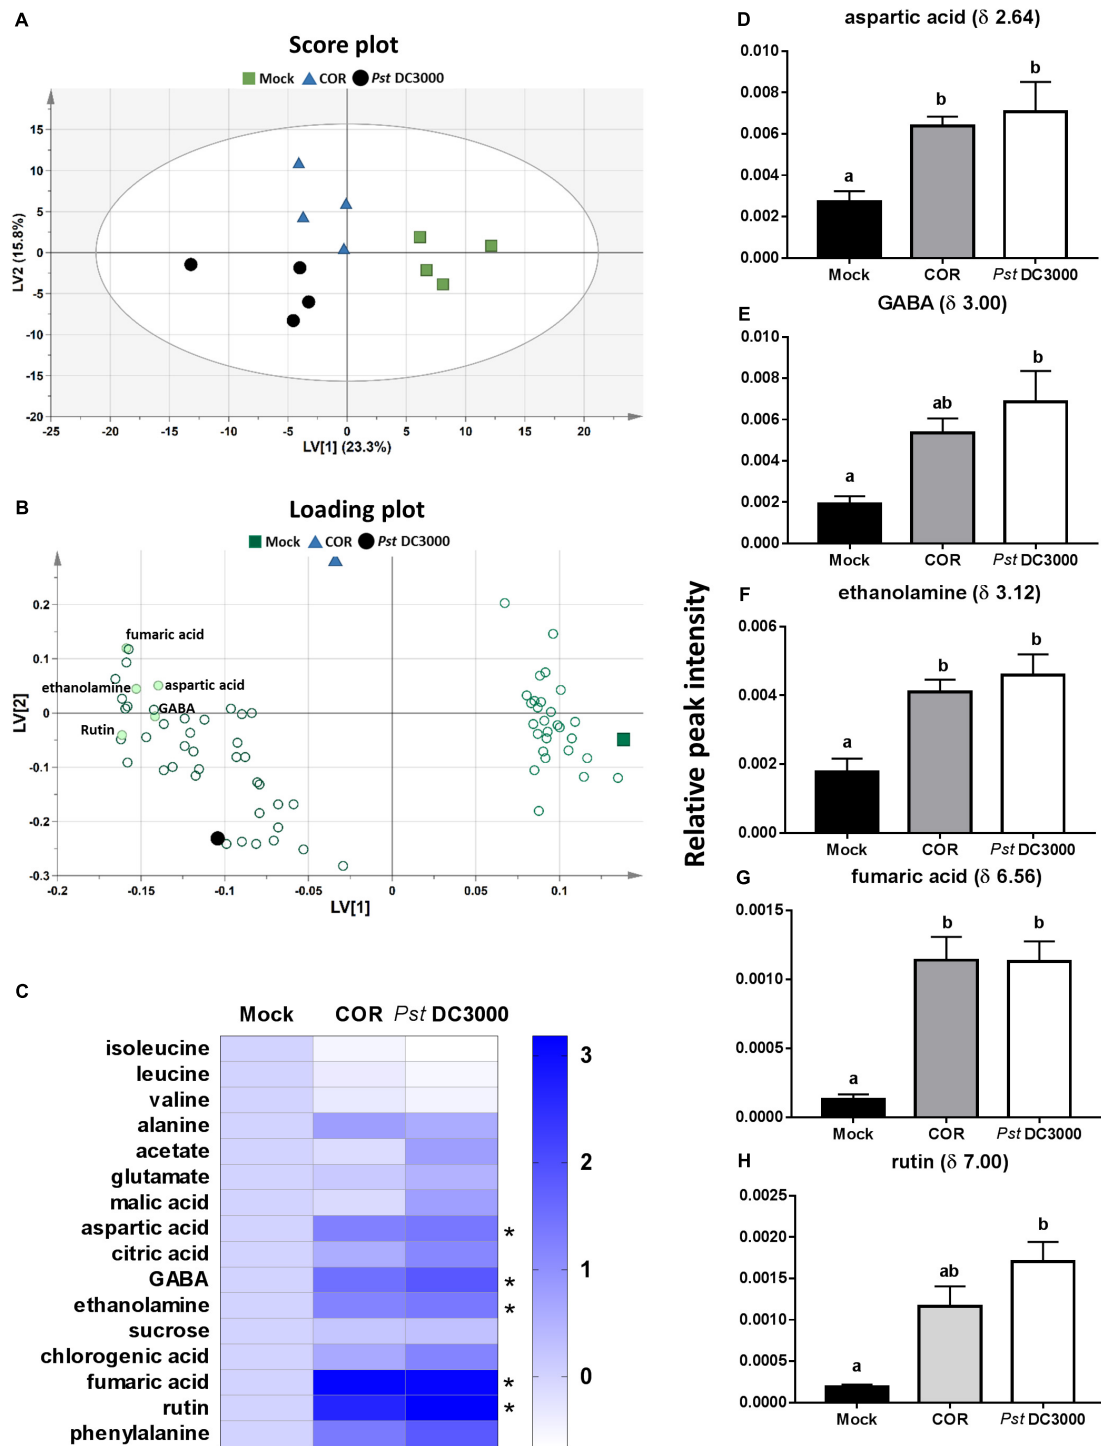 A
Score plot
Mock COR Pst DC3000
15
10
5
0
-5
-10
-15
-20
-25 -20 -15 -10 -5 0 5 10 15 20 25
LV2 (15.8%)
LV[1] (23.3%)
B
Loading plot
Mock COR Pst DC3000
0.2
0.1
0
-0.1
-0.2
-0.3
-0.2 -0.15 -0.1 -0.05 0 0.05 0.1
LV[2]
LV[1]
fumaric acid
ethanolamine
aspartic acid
GABA
Rutin
C
Mock COR Pst DC3000
isoleucine
leucine
valine
alanine
acetate
glutamate
malic acid
aspartic acid *
citric acid
GABA *
ethanolamine *
sucrose
chlorogenic acid
fumaric acid *
rutin *
phenylalanine
3
2
1
0
Relative peak intensity
D
aspartic acid (δ 2.64)
0.010
0.008
0.006
0.004
0.002
0.000
a b b
Mock COR Pst DC3000
E
GABA (δ 3.00)
0.010
0.008
0.006
0.004
0.002
0.000
a ab b
Mock COR Pst DC3000
F
ethanolamine (δ 3.12)
0.006
0.004
0.002
0.000
a b b
Mock COR Pst DC3000
G
fumaric acid (δ 6.56)
0.0015
0.0010
0.0005
0.0000
a b b
Mock COR Pst DC3000
H
rutin (δ 7.00)
0.0025
0.0020
0.0015
0.0010
0.0005
0.0000
a ab b
Mock COR Pst DC3000